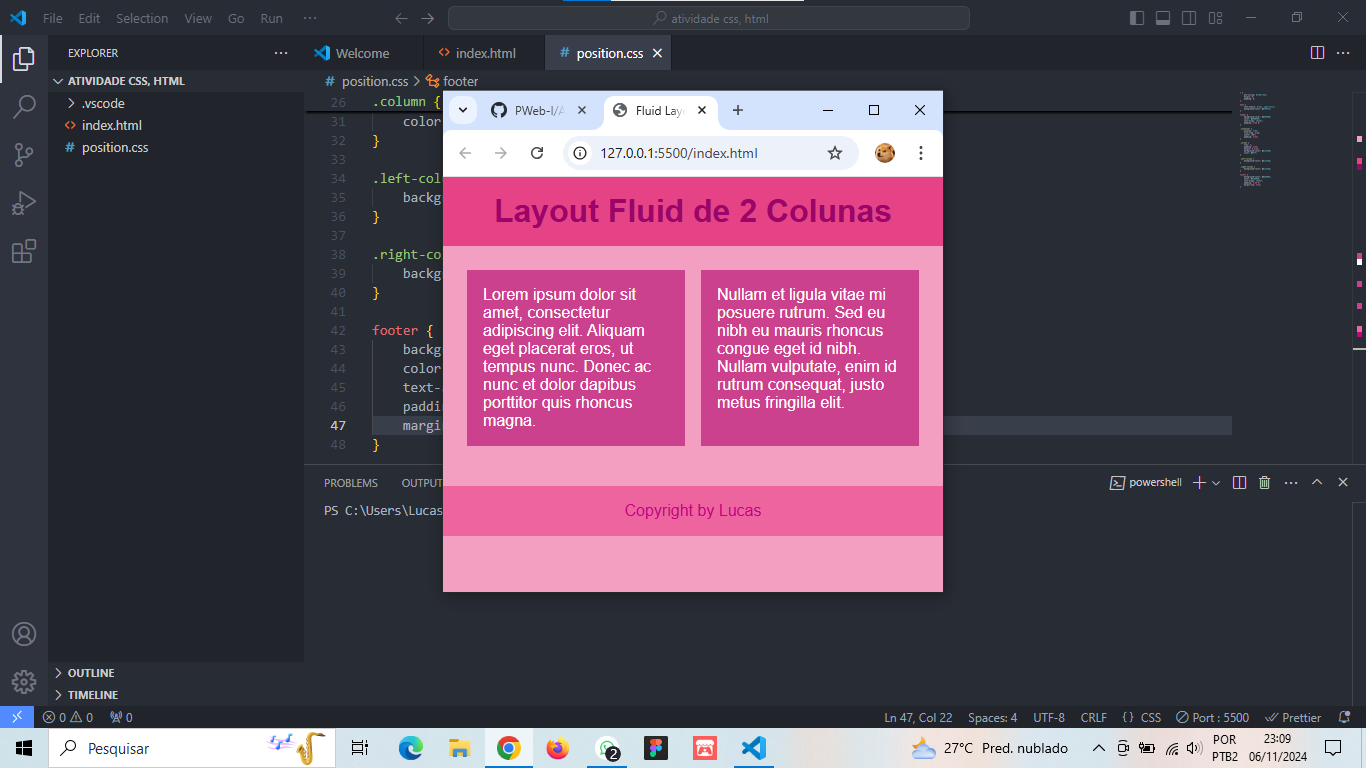 File Edit Selection View Go Run ··· atividade css, html
EXPLORER ···
ATIVIDADE CSS, HTML
.vscode
index.html
# position.css
OUTLINE
TIMELINE
Welcome
index.html
# position.css
# position.css > footer
26 .column {
31 color
32 }
33
34 .left-col
35 backg
36 }
37
38 .right-co
39 backg
40 }
41
42 footer {
43 backg
44 color
45 text-
46 paddin
47 margi
48 }
PROBLEMS OUTPUT
powershell
PS C:\Users\Lucas
PWeb-I/A
Fluid Lay
127.0.0.1:5500/index.html
Layout Fluid de 2 Colunas
Lorem ipsum dolor sit
amet, consectetur
adipiscing elit. Aliquam
eget placerat eros, ut
tempus nunc. Donec ac
nunc et dolor dapibus
porttitor quis rhoncus
magna.
Nullam et ligula vitae mi
posuere rutrum. Sed eu
nibh eu mauris rhoncus
congue eget id nibh.
Nullam vulputate, enim id
rutrum consequat, justo
metus fringilla elit.
Copyright by Lucas
0 0 0
Ln 47, Col 22 Spaces: 4 UTF-8 CRLF { } CSS Port : 5500 Prettier
Pesquisar
2
27°C Pred. nublado
POR
PTB2
23:09
06/11/2024